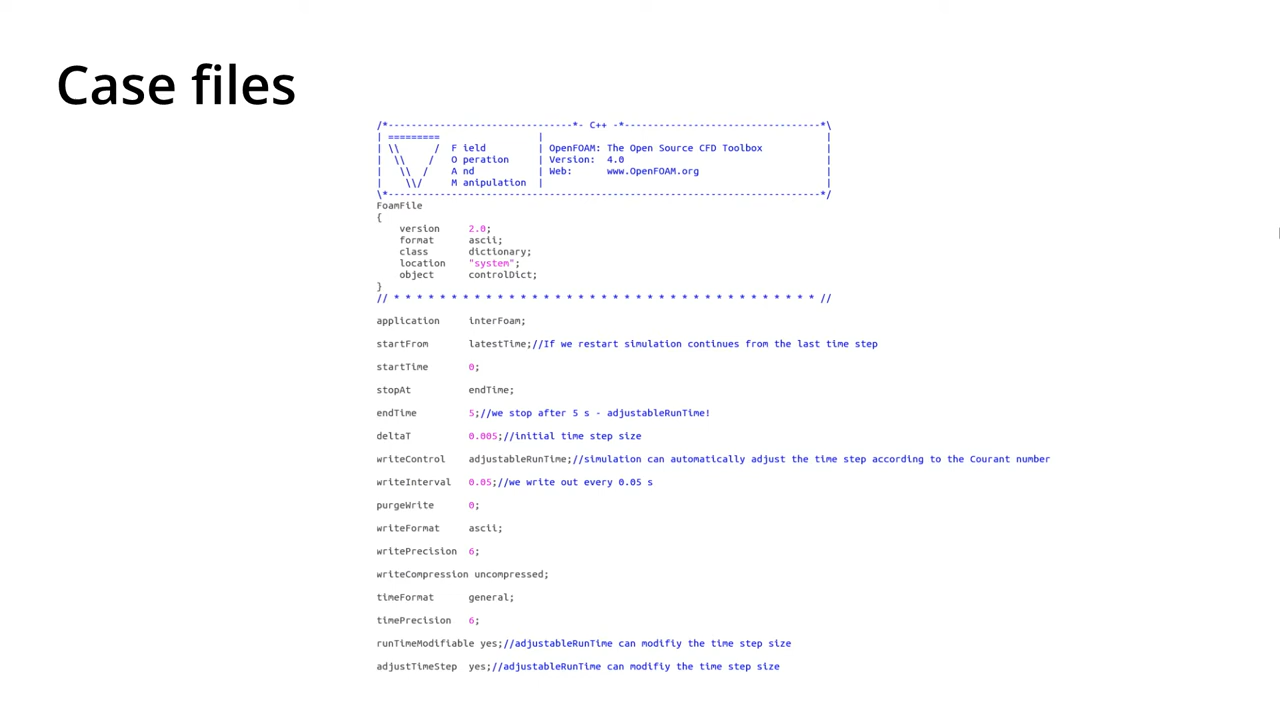 Case files
/*--------------------------------*- C++ -*----------------------------------*\
| =========                 |                                                 |
| \\      / F ield          | OpenFOAM: The Open Source CFD Toolbox           |
|  \\    /  O peration      | Version:  4.0                                   |
|   \\  /   A nd            | Web:      www.OpenFOAM.org                      |
|    \\/    M anipulation   |                                                 |
\*---------------------------------------------------------------------------*/
FoamFile
{
    version     2.0;
    format      ascii;
    class       dictionary;
    location    "system";
    object      controlDict;
}
// * * * * * * * * * * * * * * * * * * * * * * * * * * * * * * * * * * * * * //
application     interFoam;
startFrom       latestTime;//If we restart simulation continues from the last time step
startTime       0;
stopAt          endTime;
endTime         5;//we stop after 5 s - adjustableRunTime!
deltaT          0.005;//initial time step size
writeControl    adjustableRunTime;//simulation can automatically adjust the time step according to the Courant number
writeInterval   0.05;//we write out every 0.05 s
purgeWrite      0;
writeFormat     ascii;
writePrecision  6;
writeCompression uncompressed;
timeFormat      general;
timePrecision   6;
runTimeModifiable yes;//adjustableRunTime can modifiy the time step size
adjustTimeStep  yes;//adjustableRunTime can modifiy the time step size